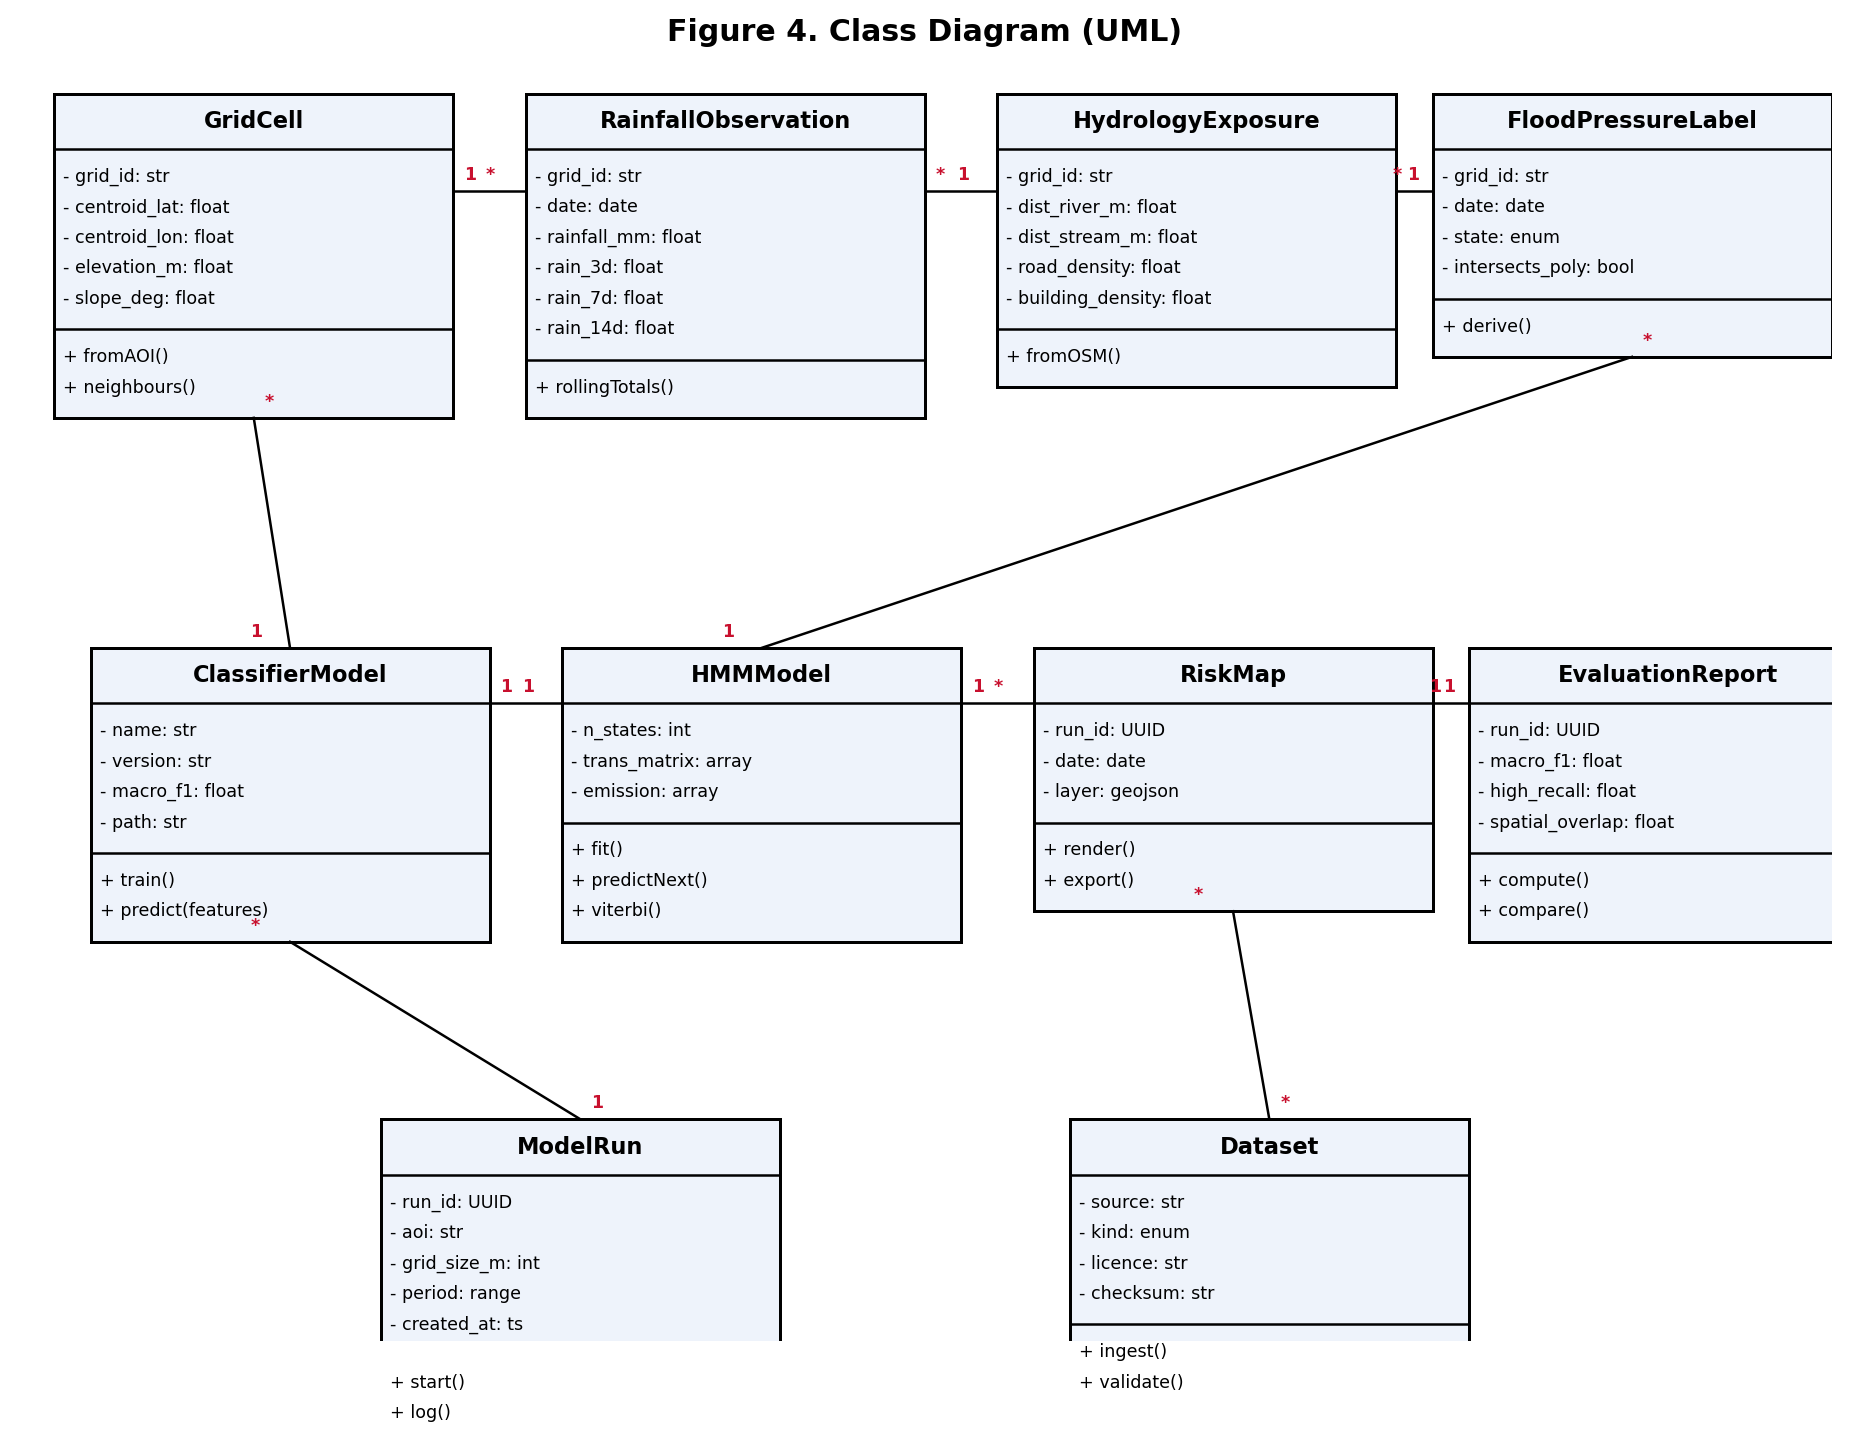 Figure 4. Class Diagram (UML)
GridCell
- grid_id: str
- centroid_lat: float
- centroid_lon: float
- elevation_m: float
- slope_deg: float
+ fromAOI()
+ neighbours()
*
1 *
RainfallObservation
- grid_id: str
- date: date
- rainfall_mm: float
- rain_3d: float
- rain_7d: float
- rain_14d: float
+ rollingTotals()
* 1
HydrologyExposure
- grid_id: str
- dist_river_m: float
- dist_stream_m: float
- road_density: float
- building_density: float
+ fromOSM()
* 1
FloodPressureLabel
- grid_id: str
- date: date
- state: enum
- intersects_poly: bool
+ derive()
*
1
1
ClassifierModel
- name: str
- version: str
- macro_f1: float
- path: str
+ train()
+ predict(features)
*
1 1
HMMModel
- n_states: int
- trans_matrix: array
- emission: array
+ fit()
+ predictNext()
+ viterbi()
1 *
RiskMap
- run_id: UUID
- date: date
- layer: geojson
+ render()
+ export()
*
1 1
EvaluationReport
- run_id: UUID
- macro_f1: float
- high_recall: float
- spatial_overlap: float
+ compute()
+ compare()
1
ModelRun
- run_id: UUID
- aoi: str
- grid_size_m: int
- period: range
- created_at: ts
+ start()
+ log()
*
Dataset
- source: str
- kind: enum
- licence: str
- checksum: str
+ ingest()
+ validate()